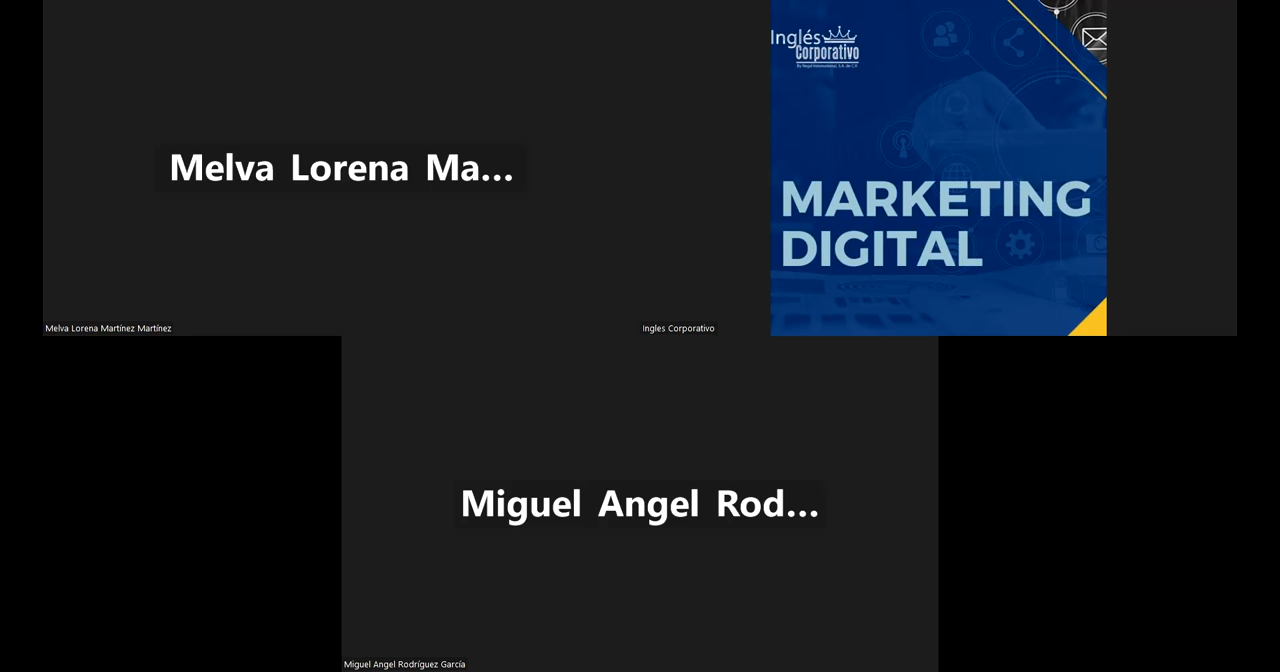 Melva Lorena Ma...
Melva Lorena Martínez Martínez
Inglés
Corporativo
MARKETING
DIGITAL
Ingles Corporativo
Miguel Angel Rod...
Miguel Angel Rodríguez García